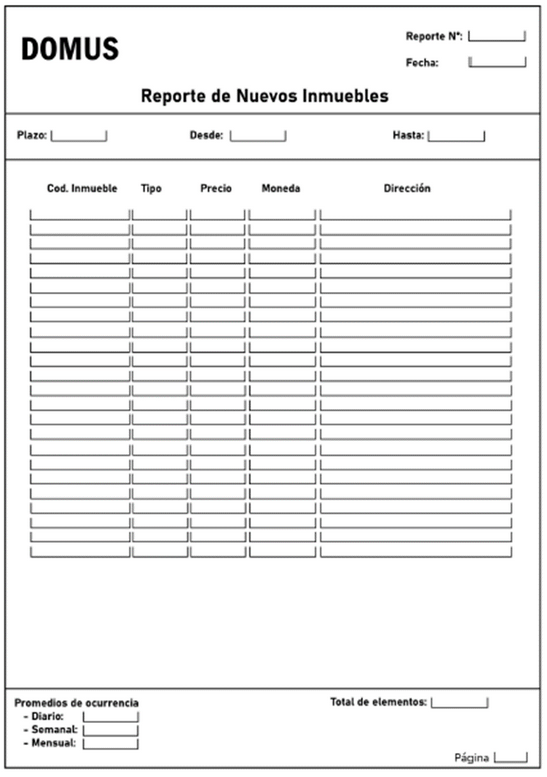 DOMUS
Reporte N°:
Fecha:
Reporte de Nuevos Inmuebles
Plazo: Desde: Hasta:
Cod. Inmueble Tipo Precio Moneda Dirección
Promedios de ocurrencia
- Diario:
- Semanal:
- Mensual:
Total de elementos:
Página